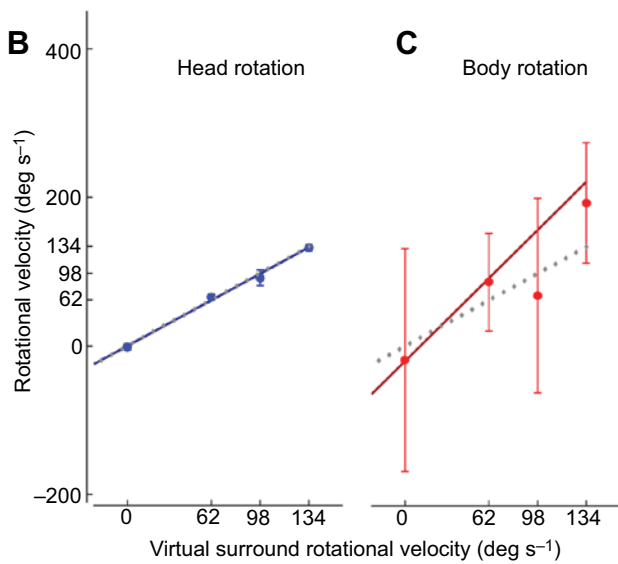 B
C
Head rotation
Body rotation
Rotational velocity (deg s⁻¹)
400
200
134
98
62
0
–200
0 62 98 134
0 62 98 134
Virtual surround rotational velocity (deg s⁻¹)